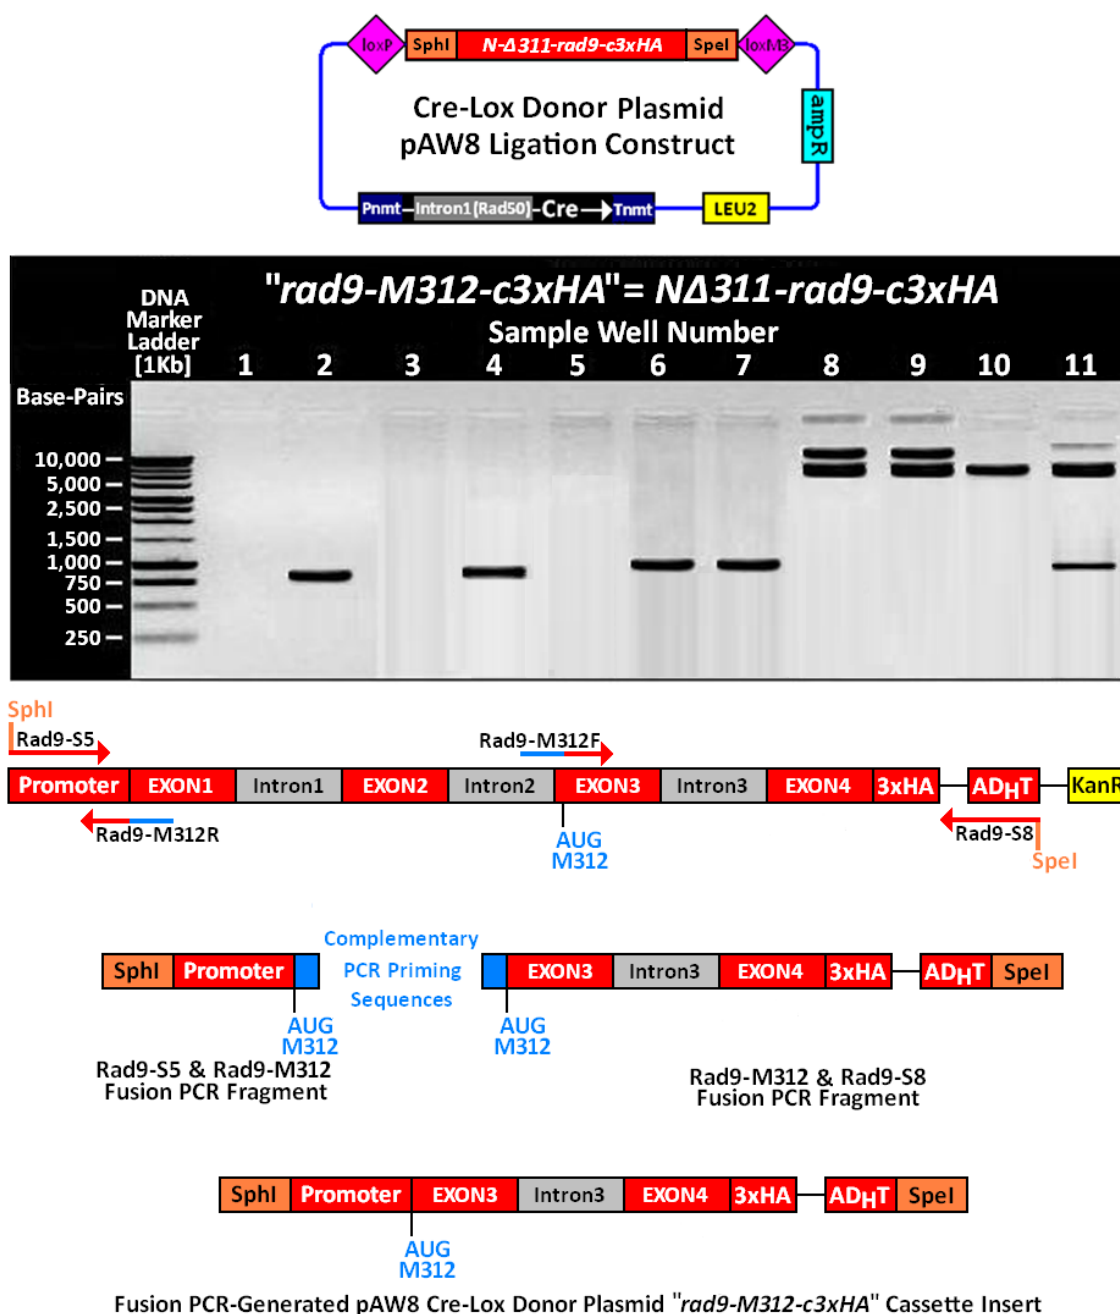 loxP SphI N-Δ311-rad9-c3xHA SpeI loxM3
Cre-Lox Donor Plasmid
pAW8 Ligation Construct
ampR
Pnmt Intron1(Rad50) Cre Tnmt LEU2
"rad9-M312-c3xHA"= NΔ311-rad9-c3xHA
DNA
Marker
Ladder
[1Kb]
Sample Well Number
1 2 3 4 5 6 7 8 9 10 11
Base-Pairs
10,000
5,000
2,500
1,500
1,000
750
500
250
SphI
Rad9-S5
Rad9-M312F
Promoter EXON1 Intron1 EXON2 Intron2 EXON3 Intron3 EXON4 3xHA ADHT KanR
Rad9-M312R
Rad9-S8
AUG
M312
SpeI
Complementary
PCR Priming
Sequences
SphI Promoter
AUG
M312
EXON3 Intron3 EXON4 3xHA ADHT SpeI
AUG
M312
Rad9-S5 & Rad9-M312
Fusion PCR Fragment
Rad9-M312 & Rad9-S8
Fusion PCR Fragment
SphI Promoter EXON3 Intron3 EXON4 3xHA ADHT SpeI
AUG
M312
Fusion PCR-Generated pAW8 Cre-Lox Donor Plasmid "rad9-M312-c3xHA" Cassette Insert